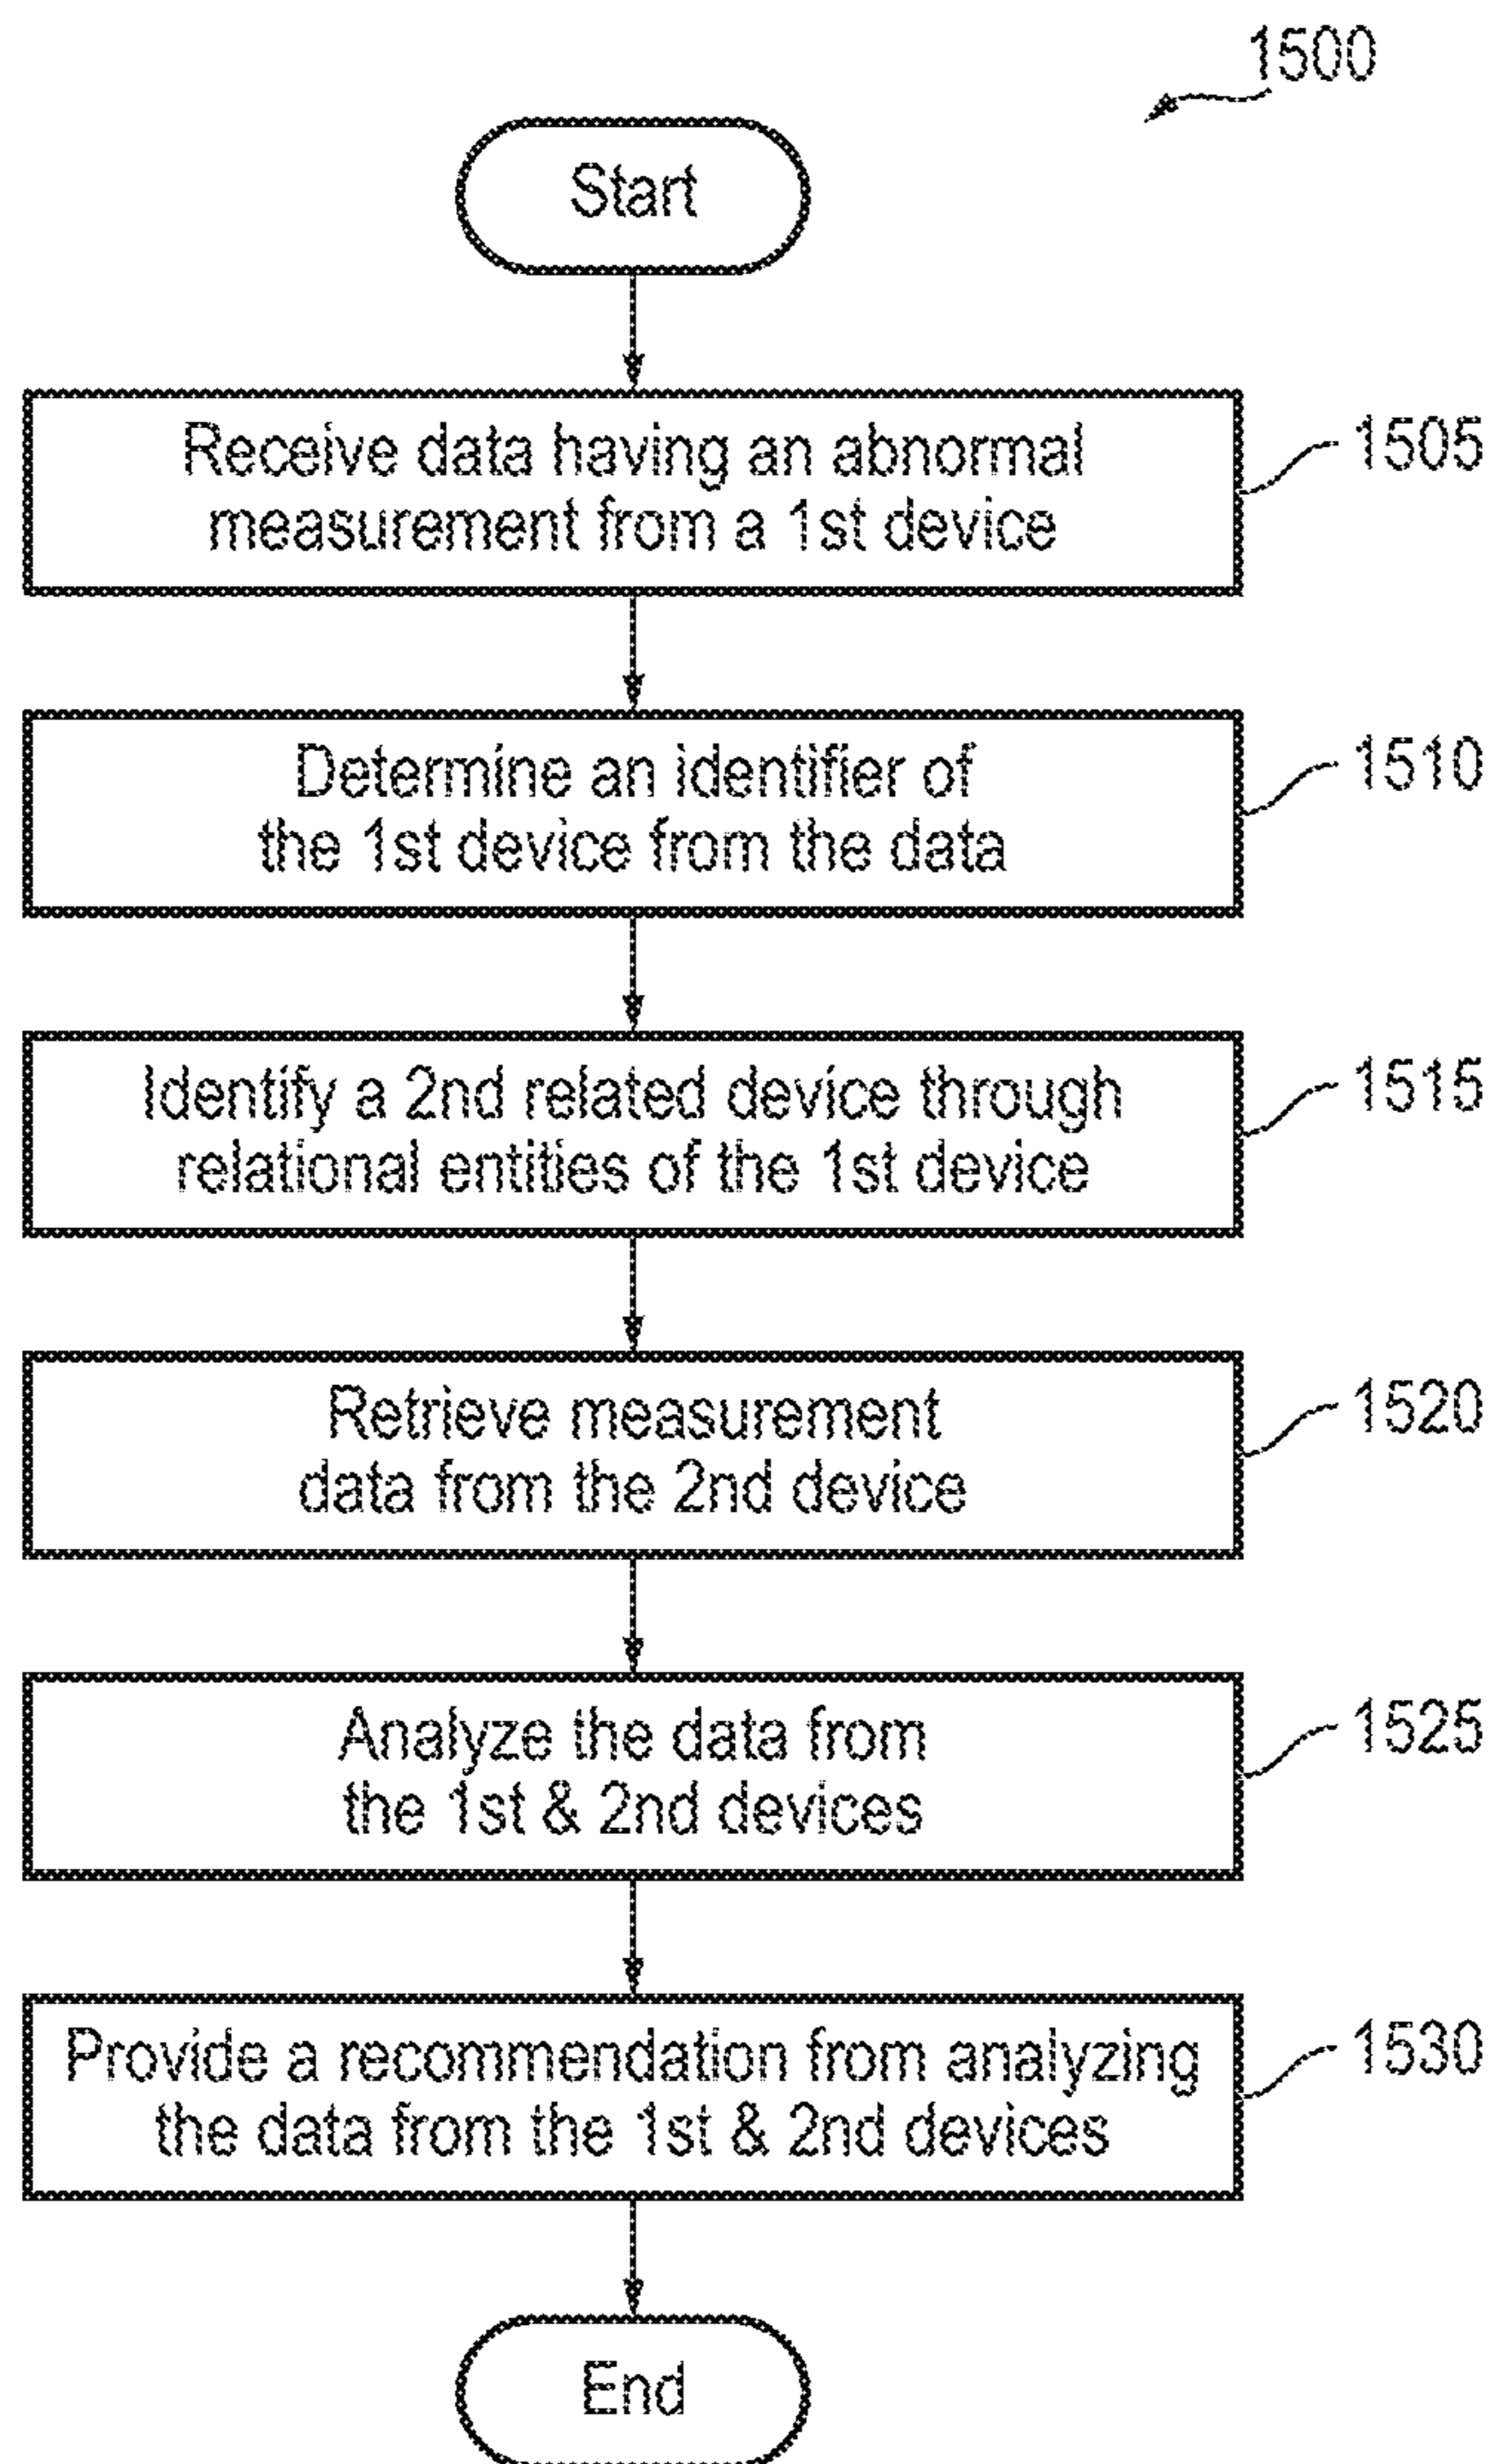 1500
Start
Receive data having an abnormal
measurement from a 1st device
1505
Determine an identifier of
the 1st device from the data
1510
Identify a 2nd related device through
relational entities of the 1st device
1515
Retrieve measurement
data from the 2nd device
1520
Analyze the data from
the 1st & 2nd devices
1525
Provide a recommendation from analyzing
the data from the 1st & 2nd devices
1530
End